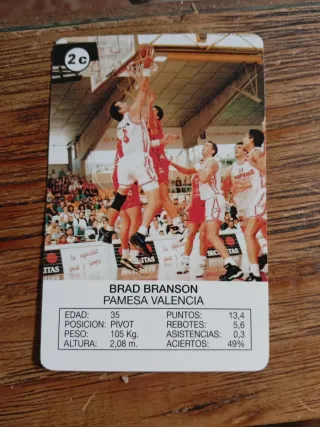 2c
SECURITAS
BRAD BRANSON
PAMESA VALENCIA
EDAD: 35 PUNTOS: 13,4
POSICION: PIVOT REBOTES: 5,6
PESO: 105 Kg. ASISTENCIAS: 0,3
ALTURA: 2,08 m. ACIERTOS: 49%